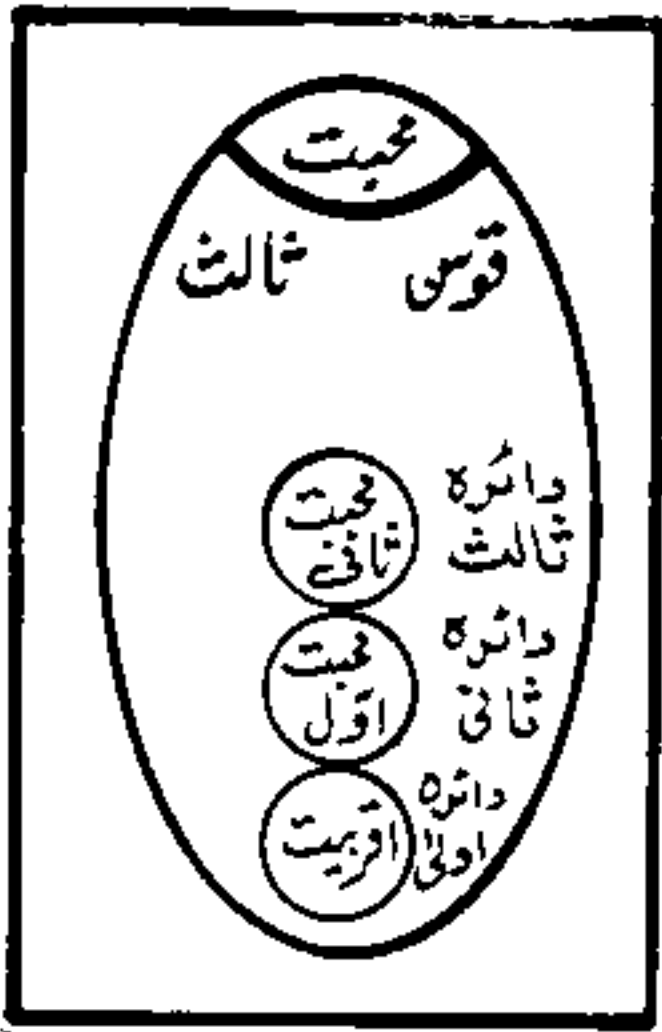 محبت
قوس ثالث
دائرہ
ثالث
محبت
ثانی
دائرہ
ثانی
محبت
اوّل
دائرہ
اولیٰ
اقربیت